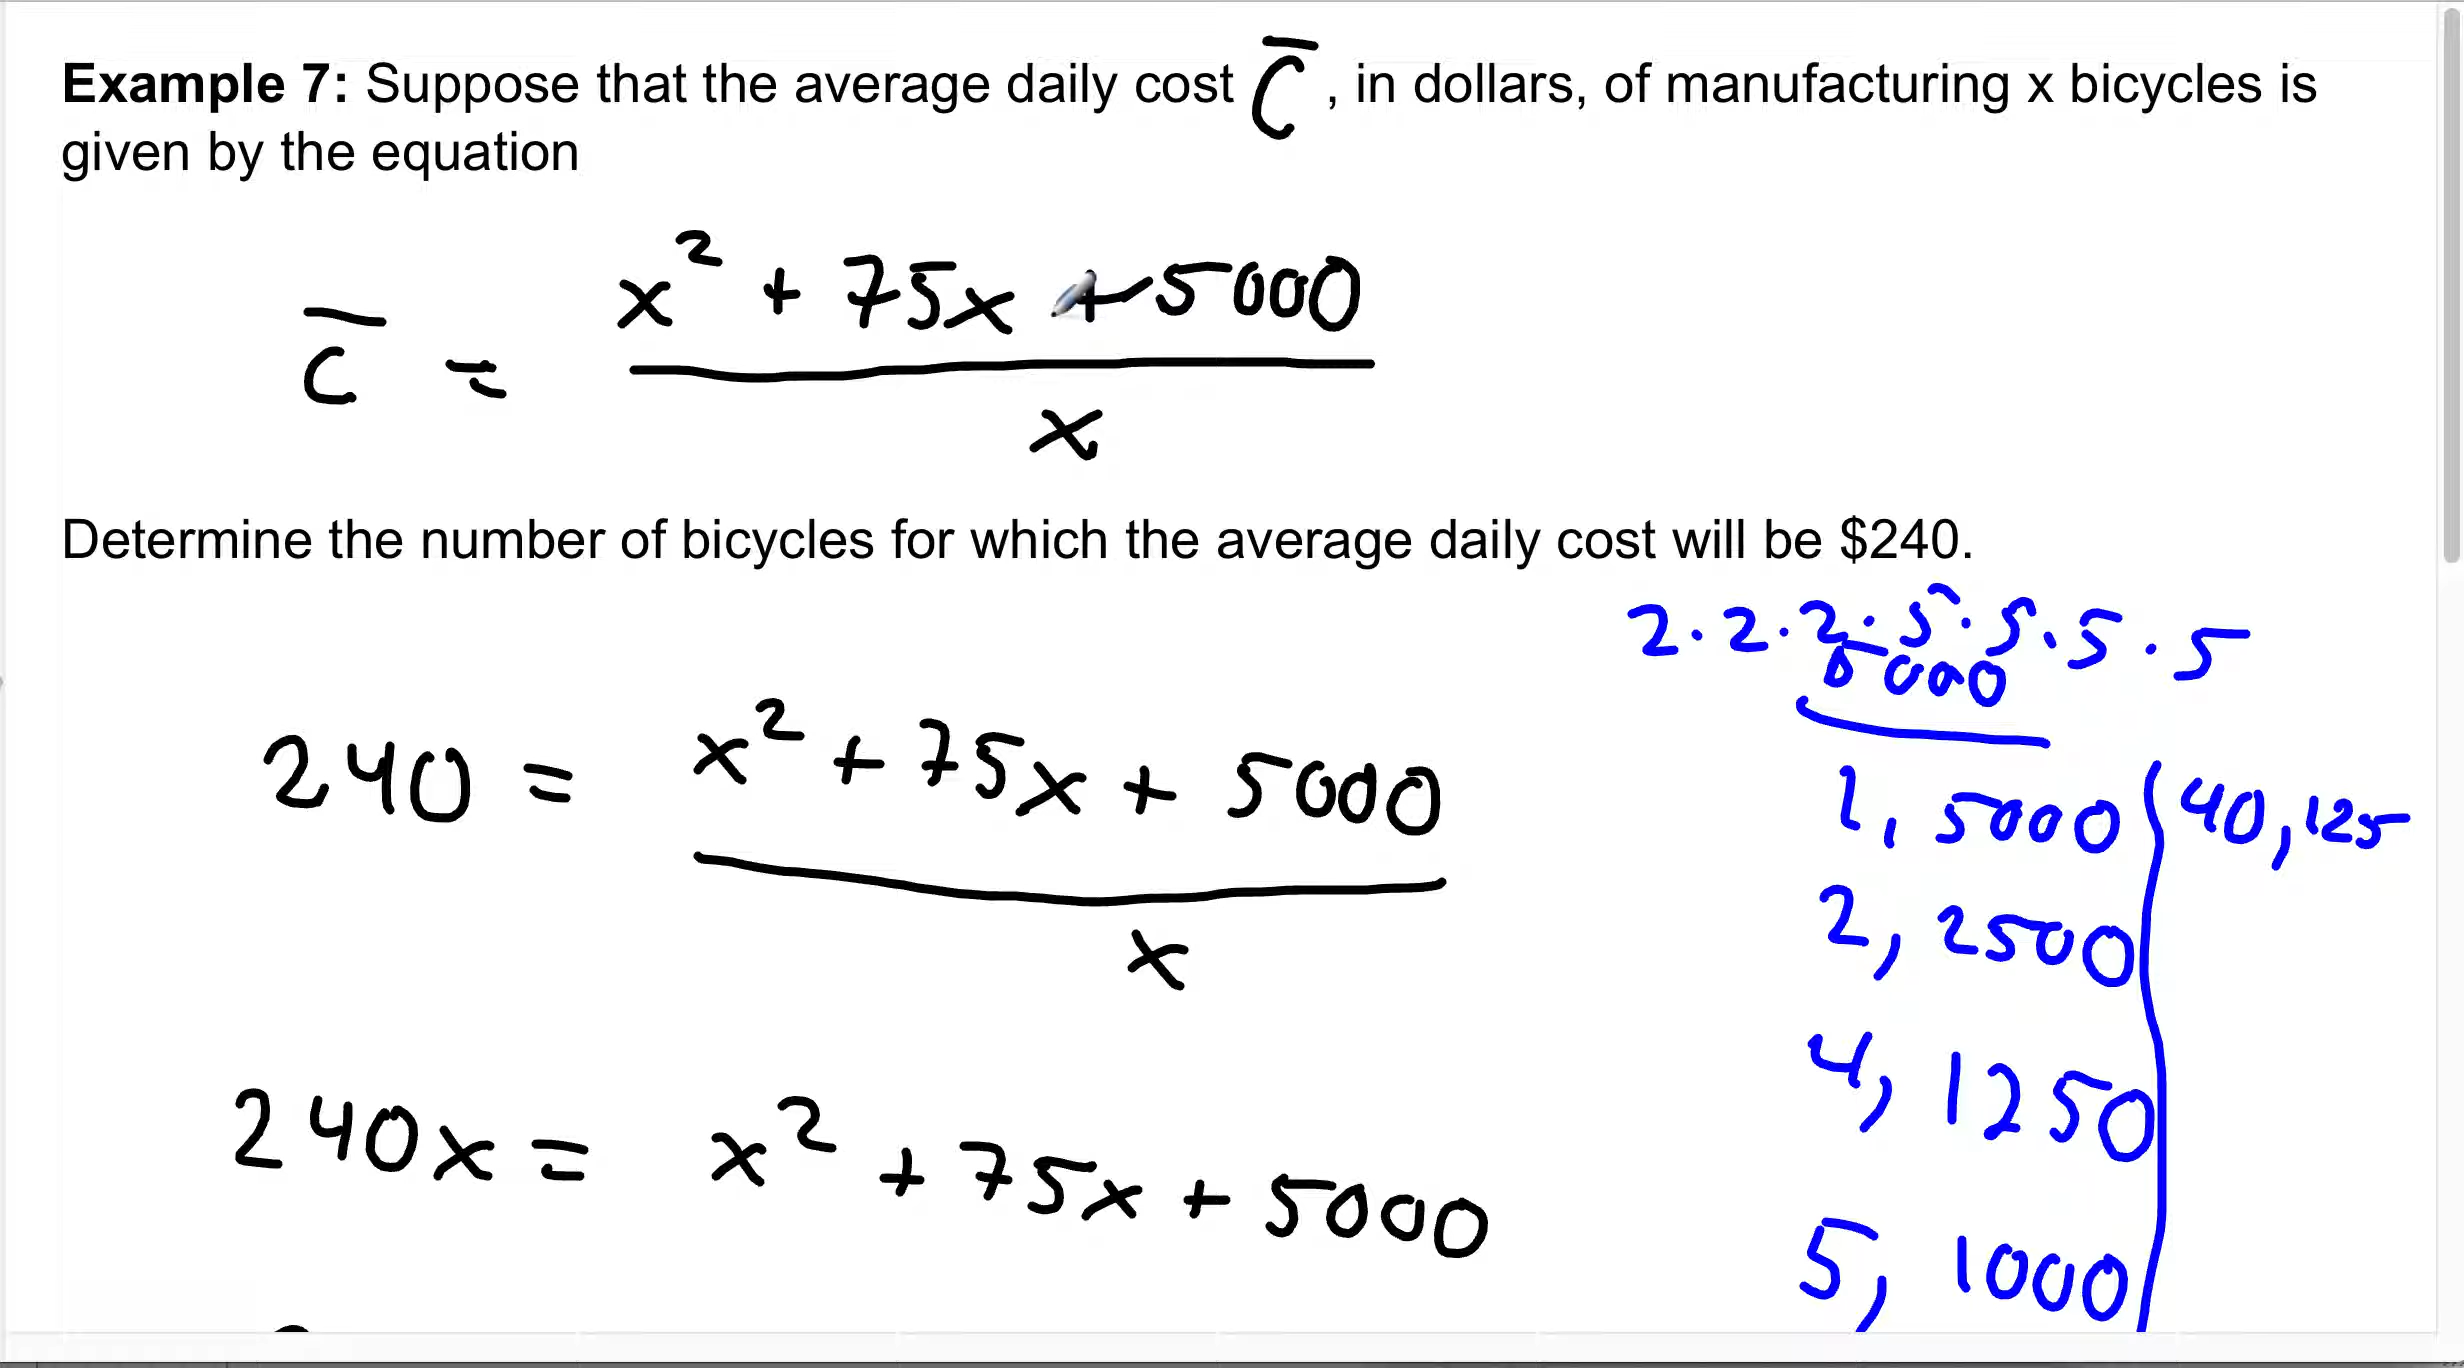 Example 7: Suppose that the average daily cost C̅, in dollars, of manufacturing x bicycles is
given by the equation
C̅ = (x² + 75x + 5000) / x
Determine the number of bicycles for which the average daily cost will be $240.
2·2·2·5·5·5·5
5000
240 = (x² + 75x + 5000) / x
1, 5000 | 40, 125
2, 2500
4, 1250
240x = x² + 75x + 5000
5, 1000